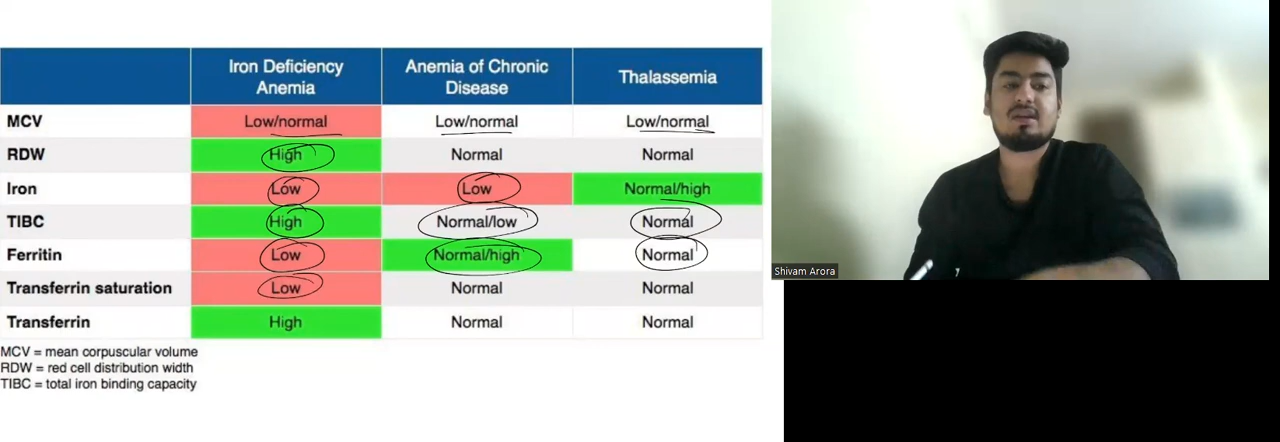 Iron Deficiency Anemia Anemia of Chronic Disease Thalassemia
MCV Low/normal Low/normal Low/normal
RDW High Normal Normal
Iron Low Low Normal/high
TIBC High Normal/low Normal
Ferritin Low Normal/high Normal
Transferrin saturation Low Normal Normal
Transferrin High Normal Normal
MCV = mean corpuscular volume
RDW = red cell distribution width
TIBC = total iron binding capacity
Shivam Arora